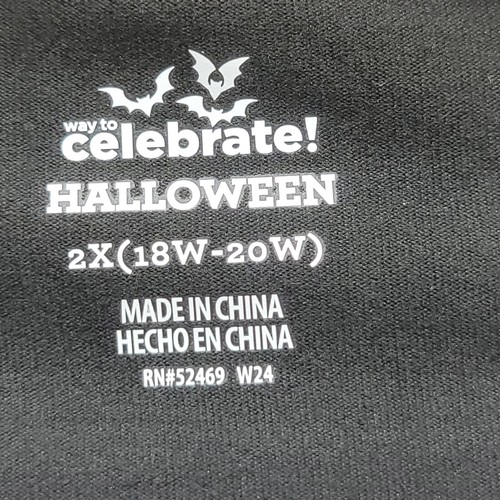 way to
celebrate!
HALLOWEEN
2X(18W-20W)
MADE IN CHINA
HECHO EN CHINA
RN#52469 W24